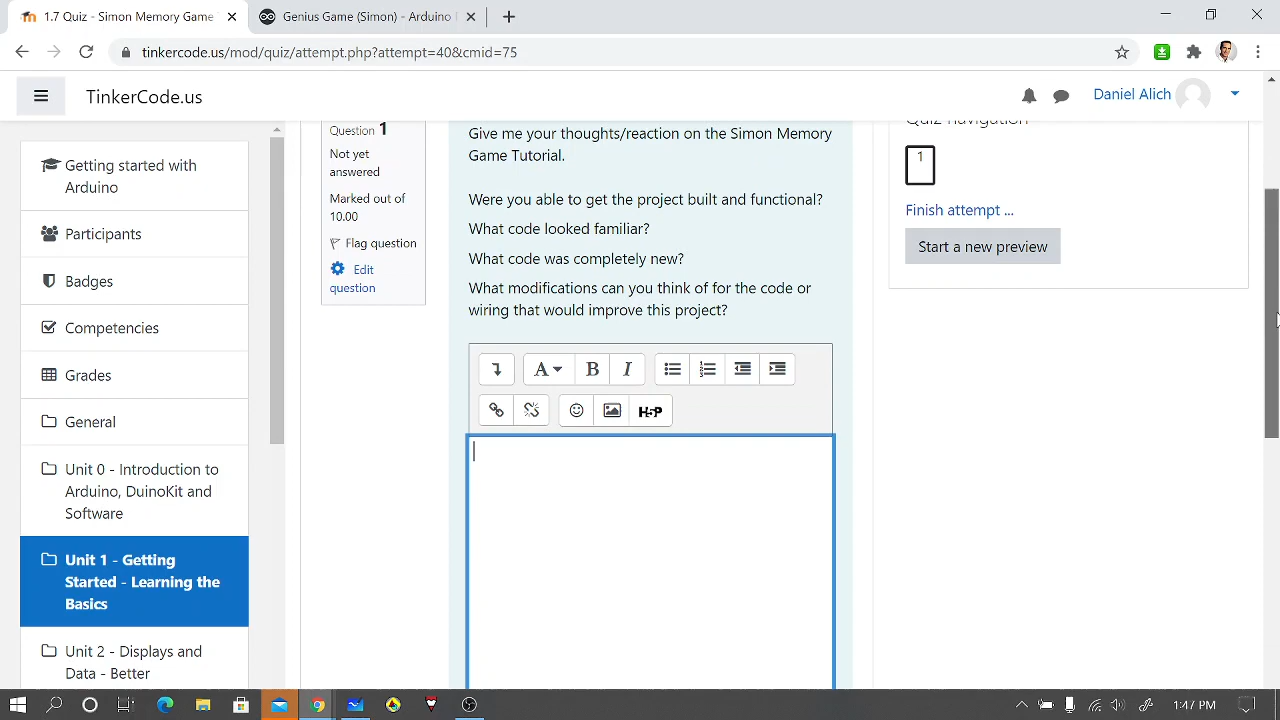 1.7 Quiz - Simon Memory Game
Genius Game (Simon) - Arduino
tinkercode.us/mod/quiz/attempt.php?attempt=40&cmid=75
TinkerCode.us
Daniel Alich
Getting started with
Arduino
Participants
Badges
Competencies
Grades
General
Unit 0 - Introduction to
Arduino, DuinoKit and
Software
Unit 1 - Getting
Started - Learning the
Basics
Unit 2 - Displays and
Data - Better
Question 1
Not yet
answered
Marked out of
10.00
Flag question
Edit
question
Give me your thoughts/reaction on the Simon Memory
Game Tutorial.
Were you able to get the project built and functional?
What code looked familiar?
What code was completely new?
What modifications can you think of for the code or
wiring that would improve this project?
A B I
H5P
Quiz navigation
1
Finish attempt ...
Start a new preview
1:47 PM